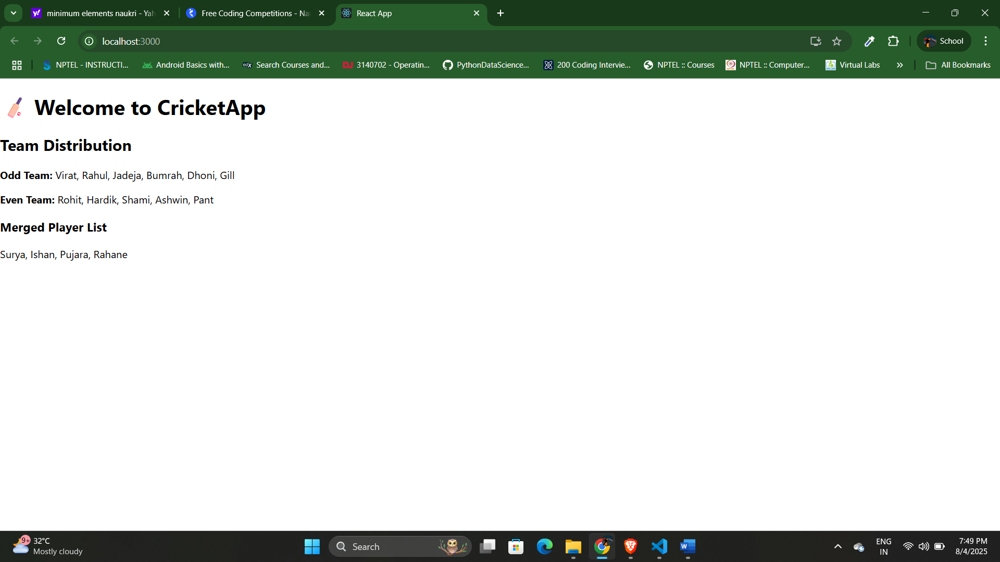 minimum elements naukri - Yah
Free Coding Competitions - Na
React App
localhost:3000
School
NPTEL - INSTRUCTI...
Android Basics with...
edX Search Courses and...
DU 3140702 - Operatin...
PythonDataScience...
200 Coding Intervie...
NPTEL :: Courses
NPTEL :: Computer...
Virtual Labs
All Bookmarks
Welcome to CricketApp
Team Distribution
Odd Team: Virat, Rahul, Jadeja, Bumrah, Dhoni, Gill
Even Team: Rohit, Hardik, Shami, Ashwin, Pant
Merged Player List
Surya, Ishan, Pujara, Rahane
9+
32°C
Mostly cloudy
Search
ENG
IN
7:49 PM
8/4/2025